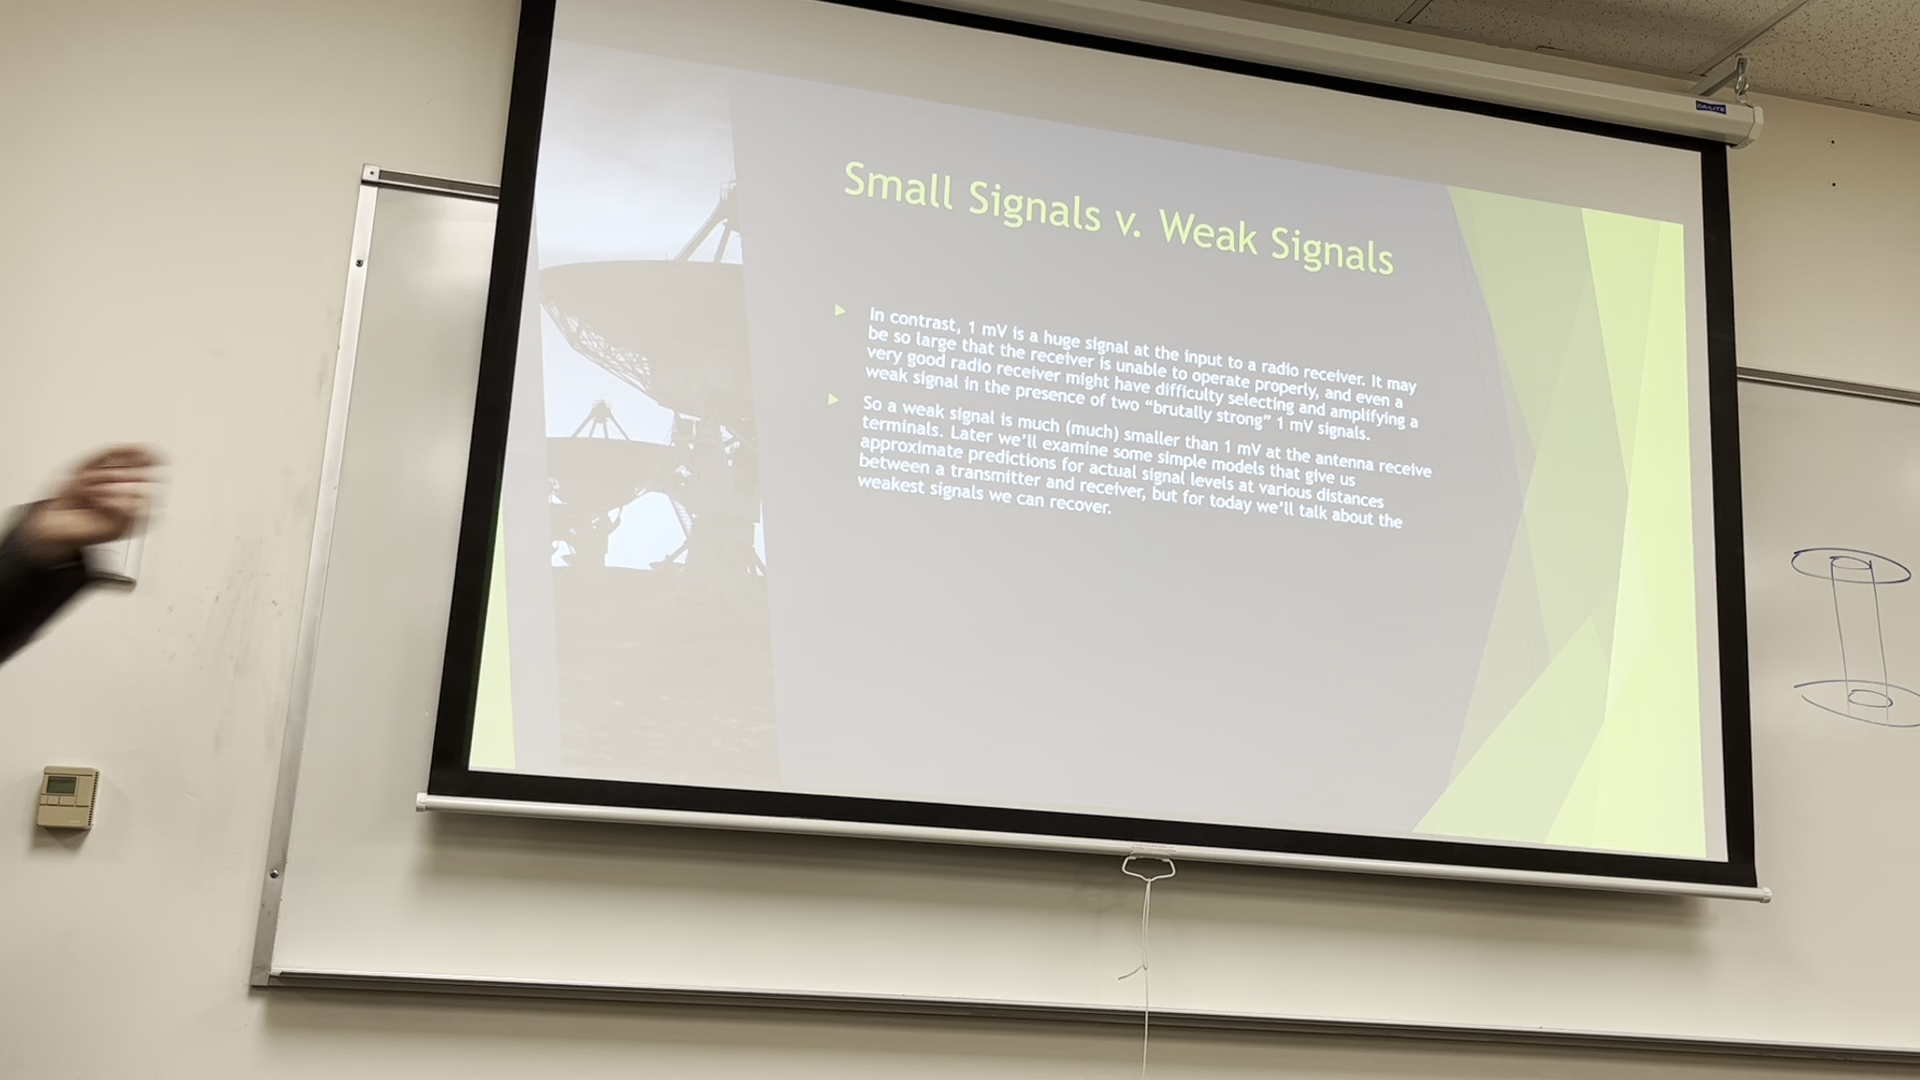 DA-LITE
Small Signals v. Weak Signals
In contrast, 1 mV is a huge signal at the input to a radio receiver. It may
be so large that the receiver is unable to operate properly, and even a
very good radio receiver might have difficulty selecting and amplifying a
weak signal in the presence of two “brutally strong” 1 mV signals.
So a weak signal is much (much) smaller than 1 mV at the antenna receive
terminals. Later we’ll examine some simple models that give us
approximate predictions for actual signal levels at various distances
between a transmitter and receiver, but for today we’ll talk about the
weakest signals we can recover.